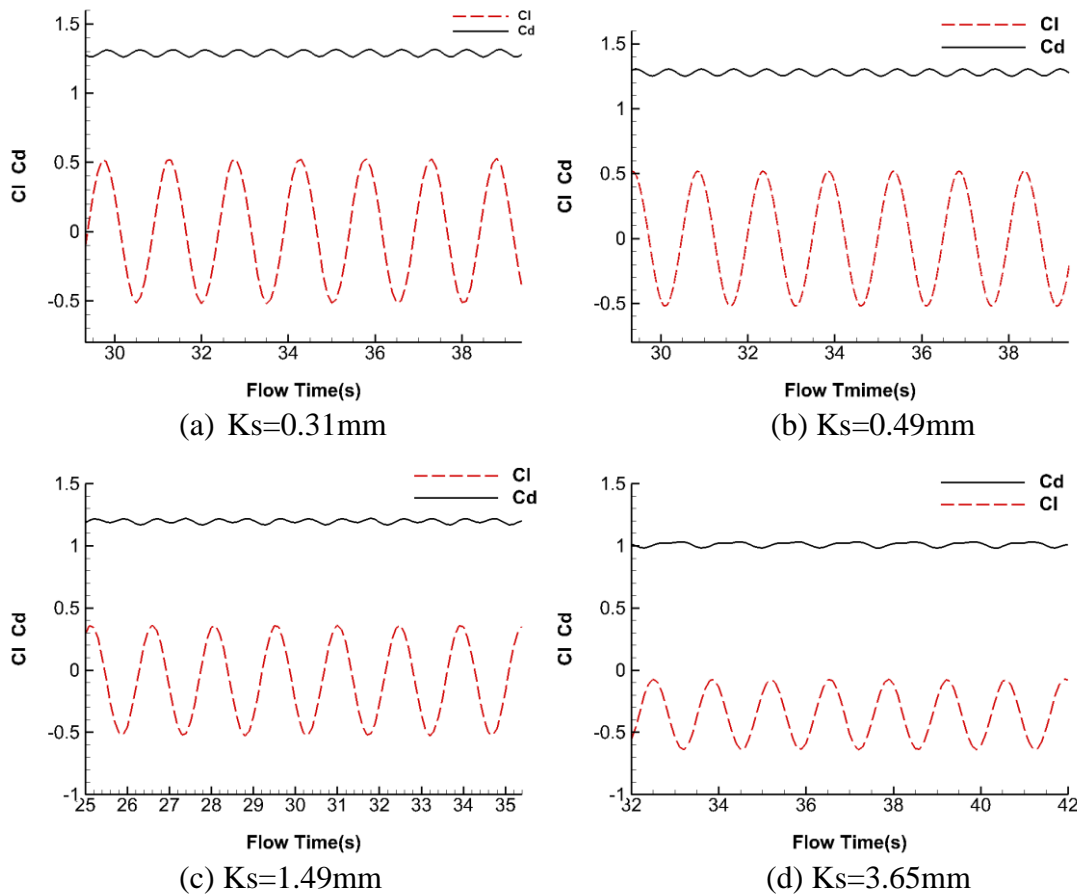 1.5
1
0.5
0
-0.5
Cl Cd
Cl
Cd
30 32 34 36 38
Flow Time(s)
(a) Ks=0.31mm
1.5
1
0.5
0
-0.5
Cl Cd
Cl
Cd
30 32 34 36 38
Flow Tmime(s)
(b) Ks=0.49mm
1.5
1
0.5
0
-0.5
-1
Cl Cd
Cl
Cd
25 26 27 28 29 30 31 32 33 34 35
Flow Time(s)
(c) Ks=1.49mm
1.5
1
0.5
0
-0.5
-1
Cl Cd
Cd
Cl
32 34 36 38 40 42
Flow Time(s)
(d) Ks=3.65mm